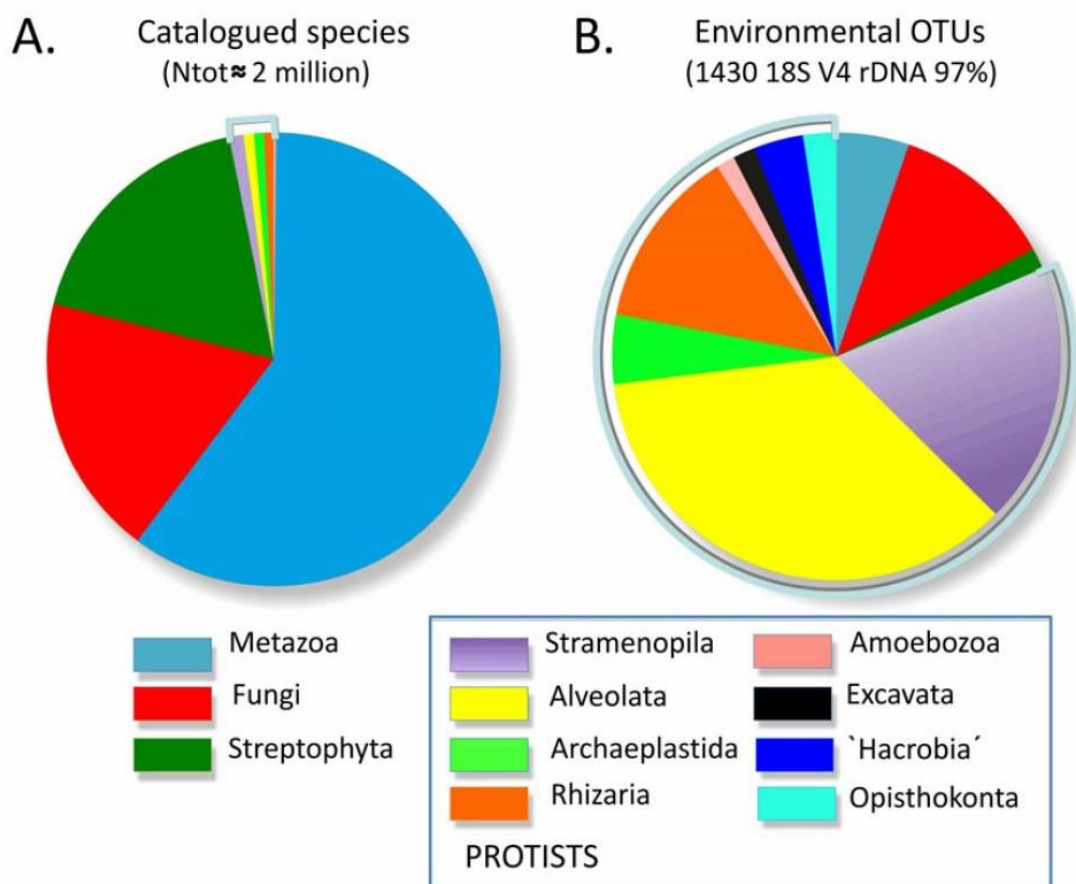 A.
Catalogued species
(Ntot≈ 2 million)
B.
Environmental OTUs
(1430 18S V4 rDNA 97%)
Metazoa
Fungi
Streptophyta
Stramenopila
Alveolata
Archaeplastida
Rhizaria
Amoebozoa
Excavata
`Hacrobia´
Opisthokonta
PROTISTS